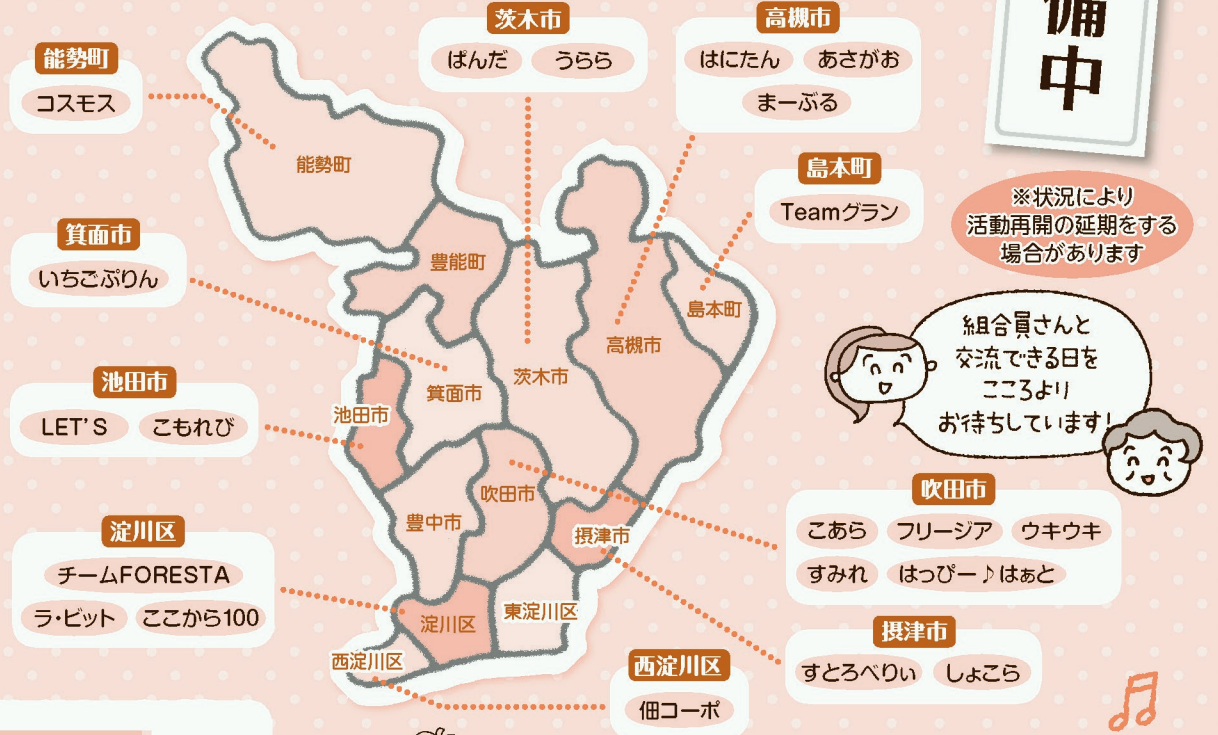 茨木市
ぱんだ うらら
高槻市
はにたん あさがお
まーぶる
備中
能勢町
コスモス
島本町
Teamグラン
※状況により
活動再開の延期をする
場合があります
箕面市
いちごぷりん
池田市
LET'S こもれび
淀川区
チームFORESTA
ラ・ビット ここから100
能勢町
豊能町
島本町
高槻市
茨木市
箕面市
池田市
吹田市
豊中市
摂津市
東淀川区
淀川区
西淀川区
組合員さんと
交流できる日を
こころより
お待ちしています!
吹田市
こあら フリージア ウキウキ
すみれ はっぴー♪はぁと
摂津市
すとろべりぃ しょこら
西淀川区
佃コーポ